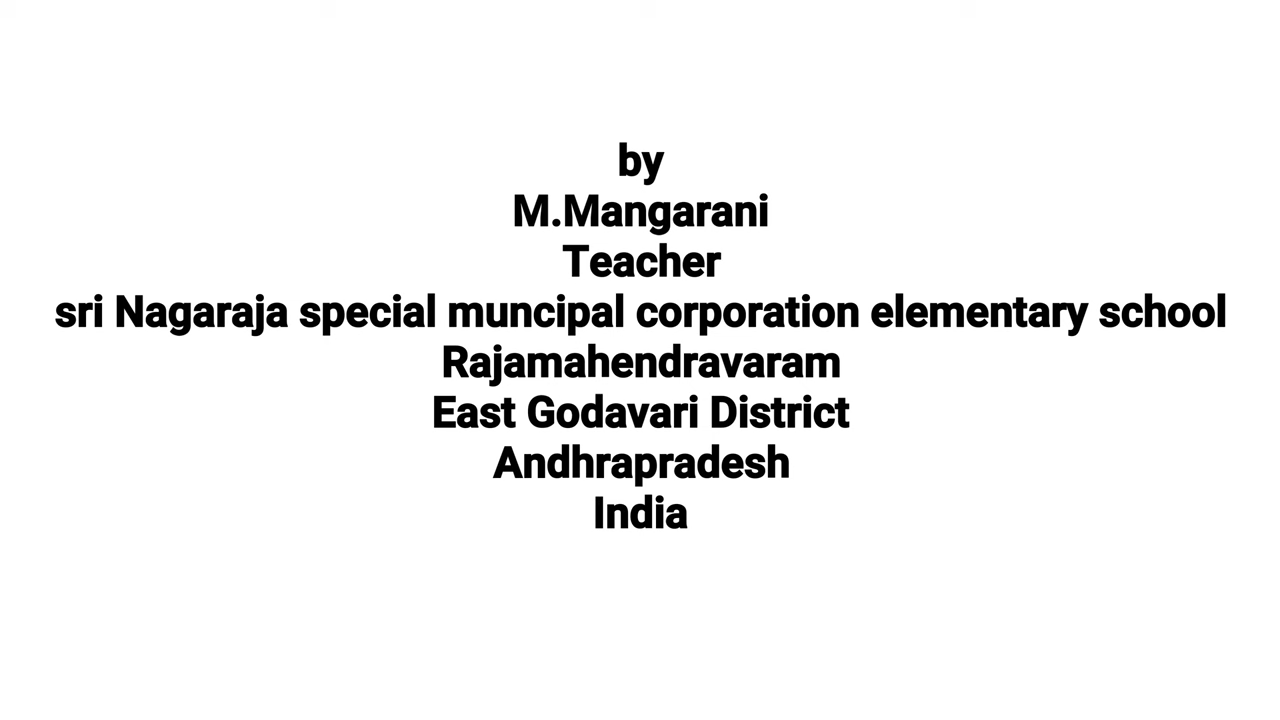 by
M.Mangarani
Teacher
sri Nagaraja special muncipal corporation elementary school
Rajamahendravaram
East Godavari District
Andhrapradesh
India